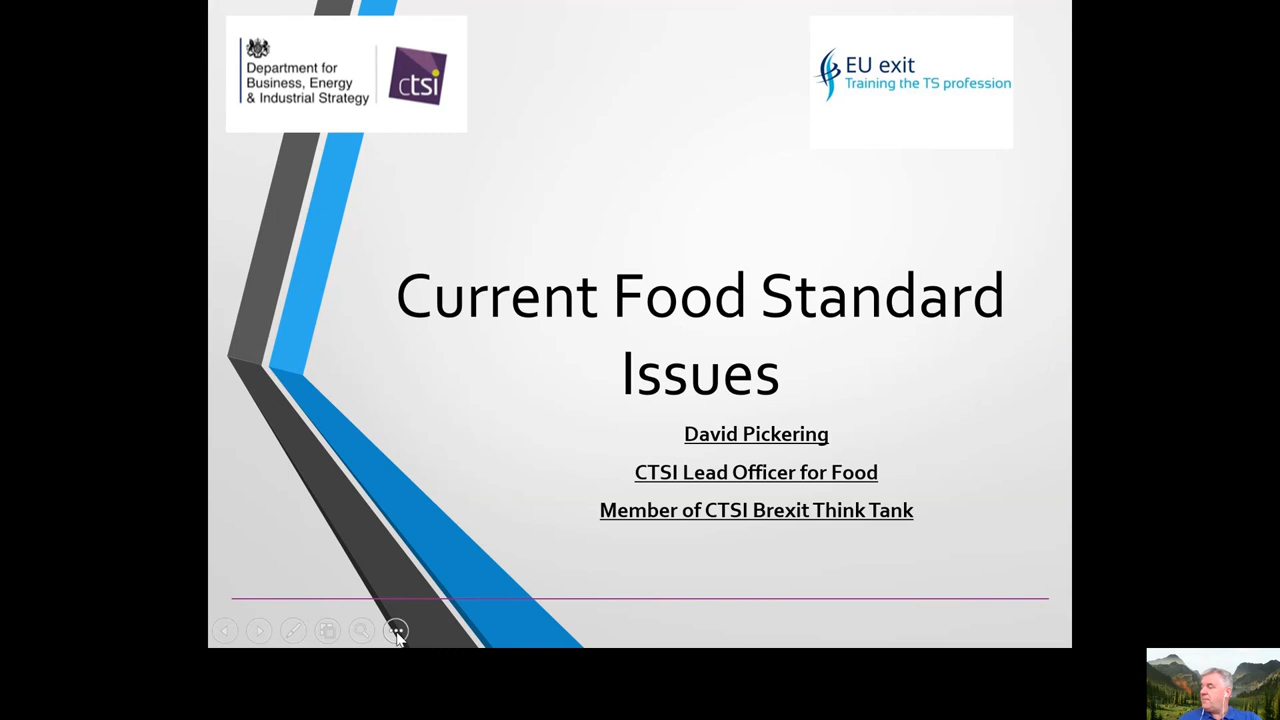 Department for
Business, Energy
& Industrial Strategy
ctsi
EU exit
Training the TS profession
Current Food Standard
Issues
David Pickering
CTSI Lead Officer for Food
Member of CTSI Brexit Think Tank